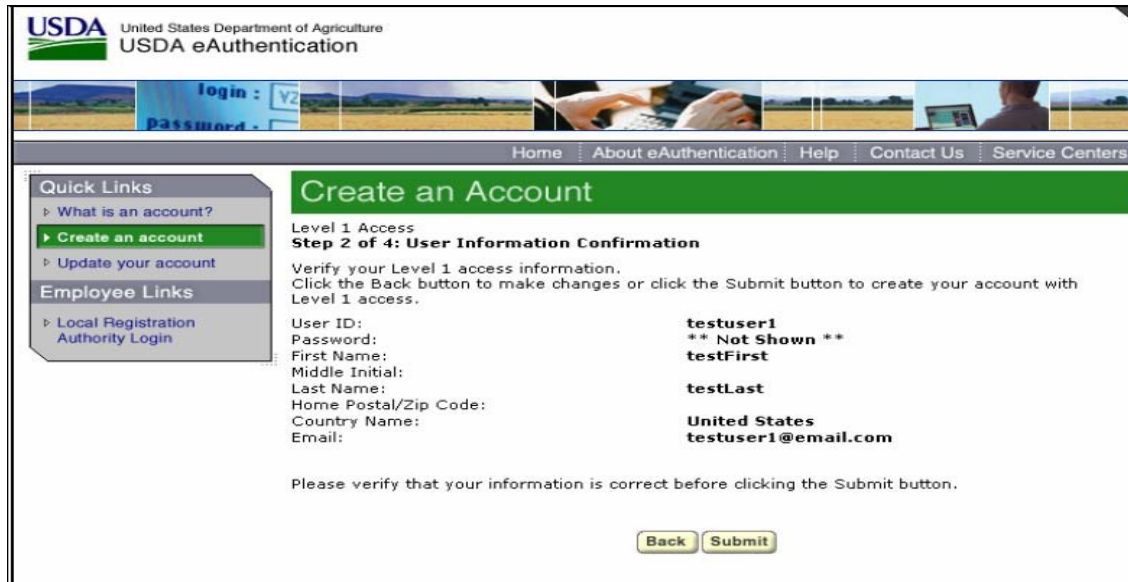 USDA
United States Department of Agriculture
USDA eAuthentication
login : YZ
password :
Home About eAuthentication Help Contact Us Service Centers
Quick Links
What is an account?
Create an account
Update your account
Employee Links
Local Registration
Authority Login
Create an Account
Level 1 Access
Step 2 of 4: User Information Confirmation
Verify your Level 1 access information.
Click the Back button to make changes or click the Submit button to create your account with
Level 1 access.
User ID: testuser1
Password: ** Not Shown **
First Name: testFirst
Middle Initial:
Last Name: testLast
Home Postal/Zip Code:
Country Name: United States
Email: testuser1@email.com
Please verify that your information is correct before clicking the Submit button.
Back Submit